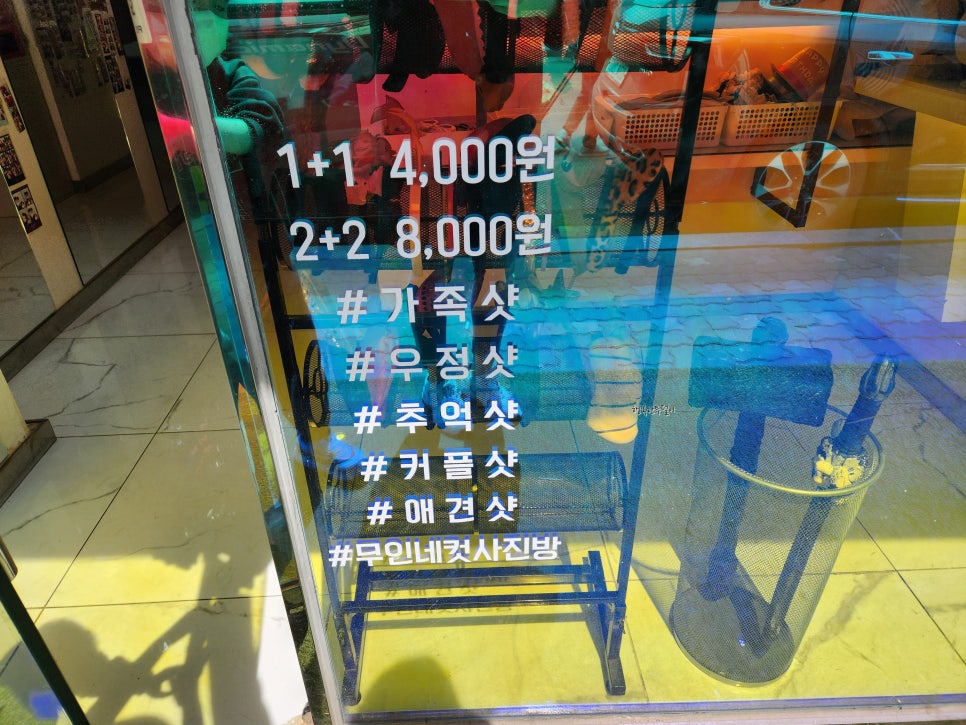 1+1 4,000원
2+2 8,000원
# 가족샷
# 우정샷
# 추억샷
# 커플샷
# 애견샷
#무인네컷사진방